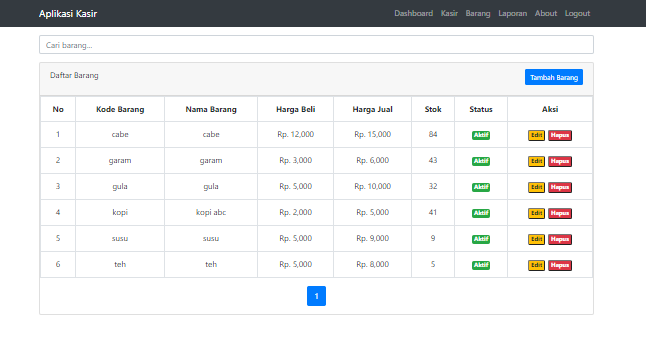 Aplikasi Kasir Dashboard Kasir Barang Laporan About Logout
Cari barang...
Daftar Barang Tambah Barang
No Kode Barang Nama Barang Harga Beli Harga Jual Stok Status Aksi
1 cabe cabe Rp. 12,000 Rp. 15,000 84 Aktif Edit Hapus
2 garam garam Rp. 3,000 Rp. 6,000 43 Aktif Edit Hapus
3 gula gula Rp. 5,000 Rp. 10,000 32 Aktif Edit Hapus
4 kopi kopi abc Rp. 2,000 Rp. 5,000 41 Aktif Edit Hapus
5 susu susu Rp. 5,000 Rp. 9,000 9 Aktif Edit Hapus
6 teh teh Rp. 5,000 Rp. 8,000 5 Aktif Edit Hapus
1